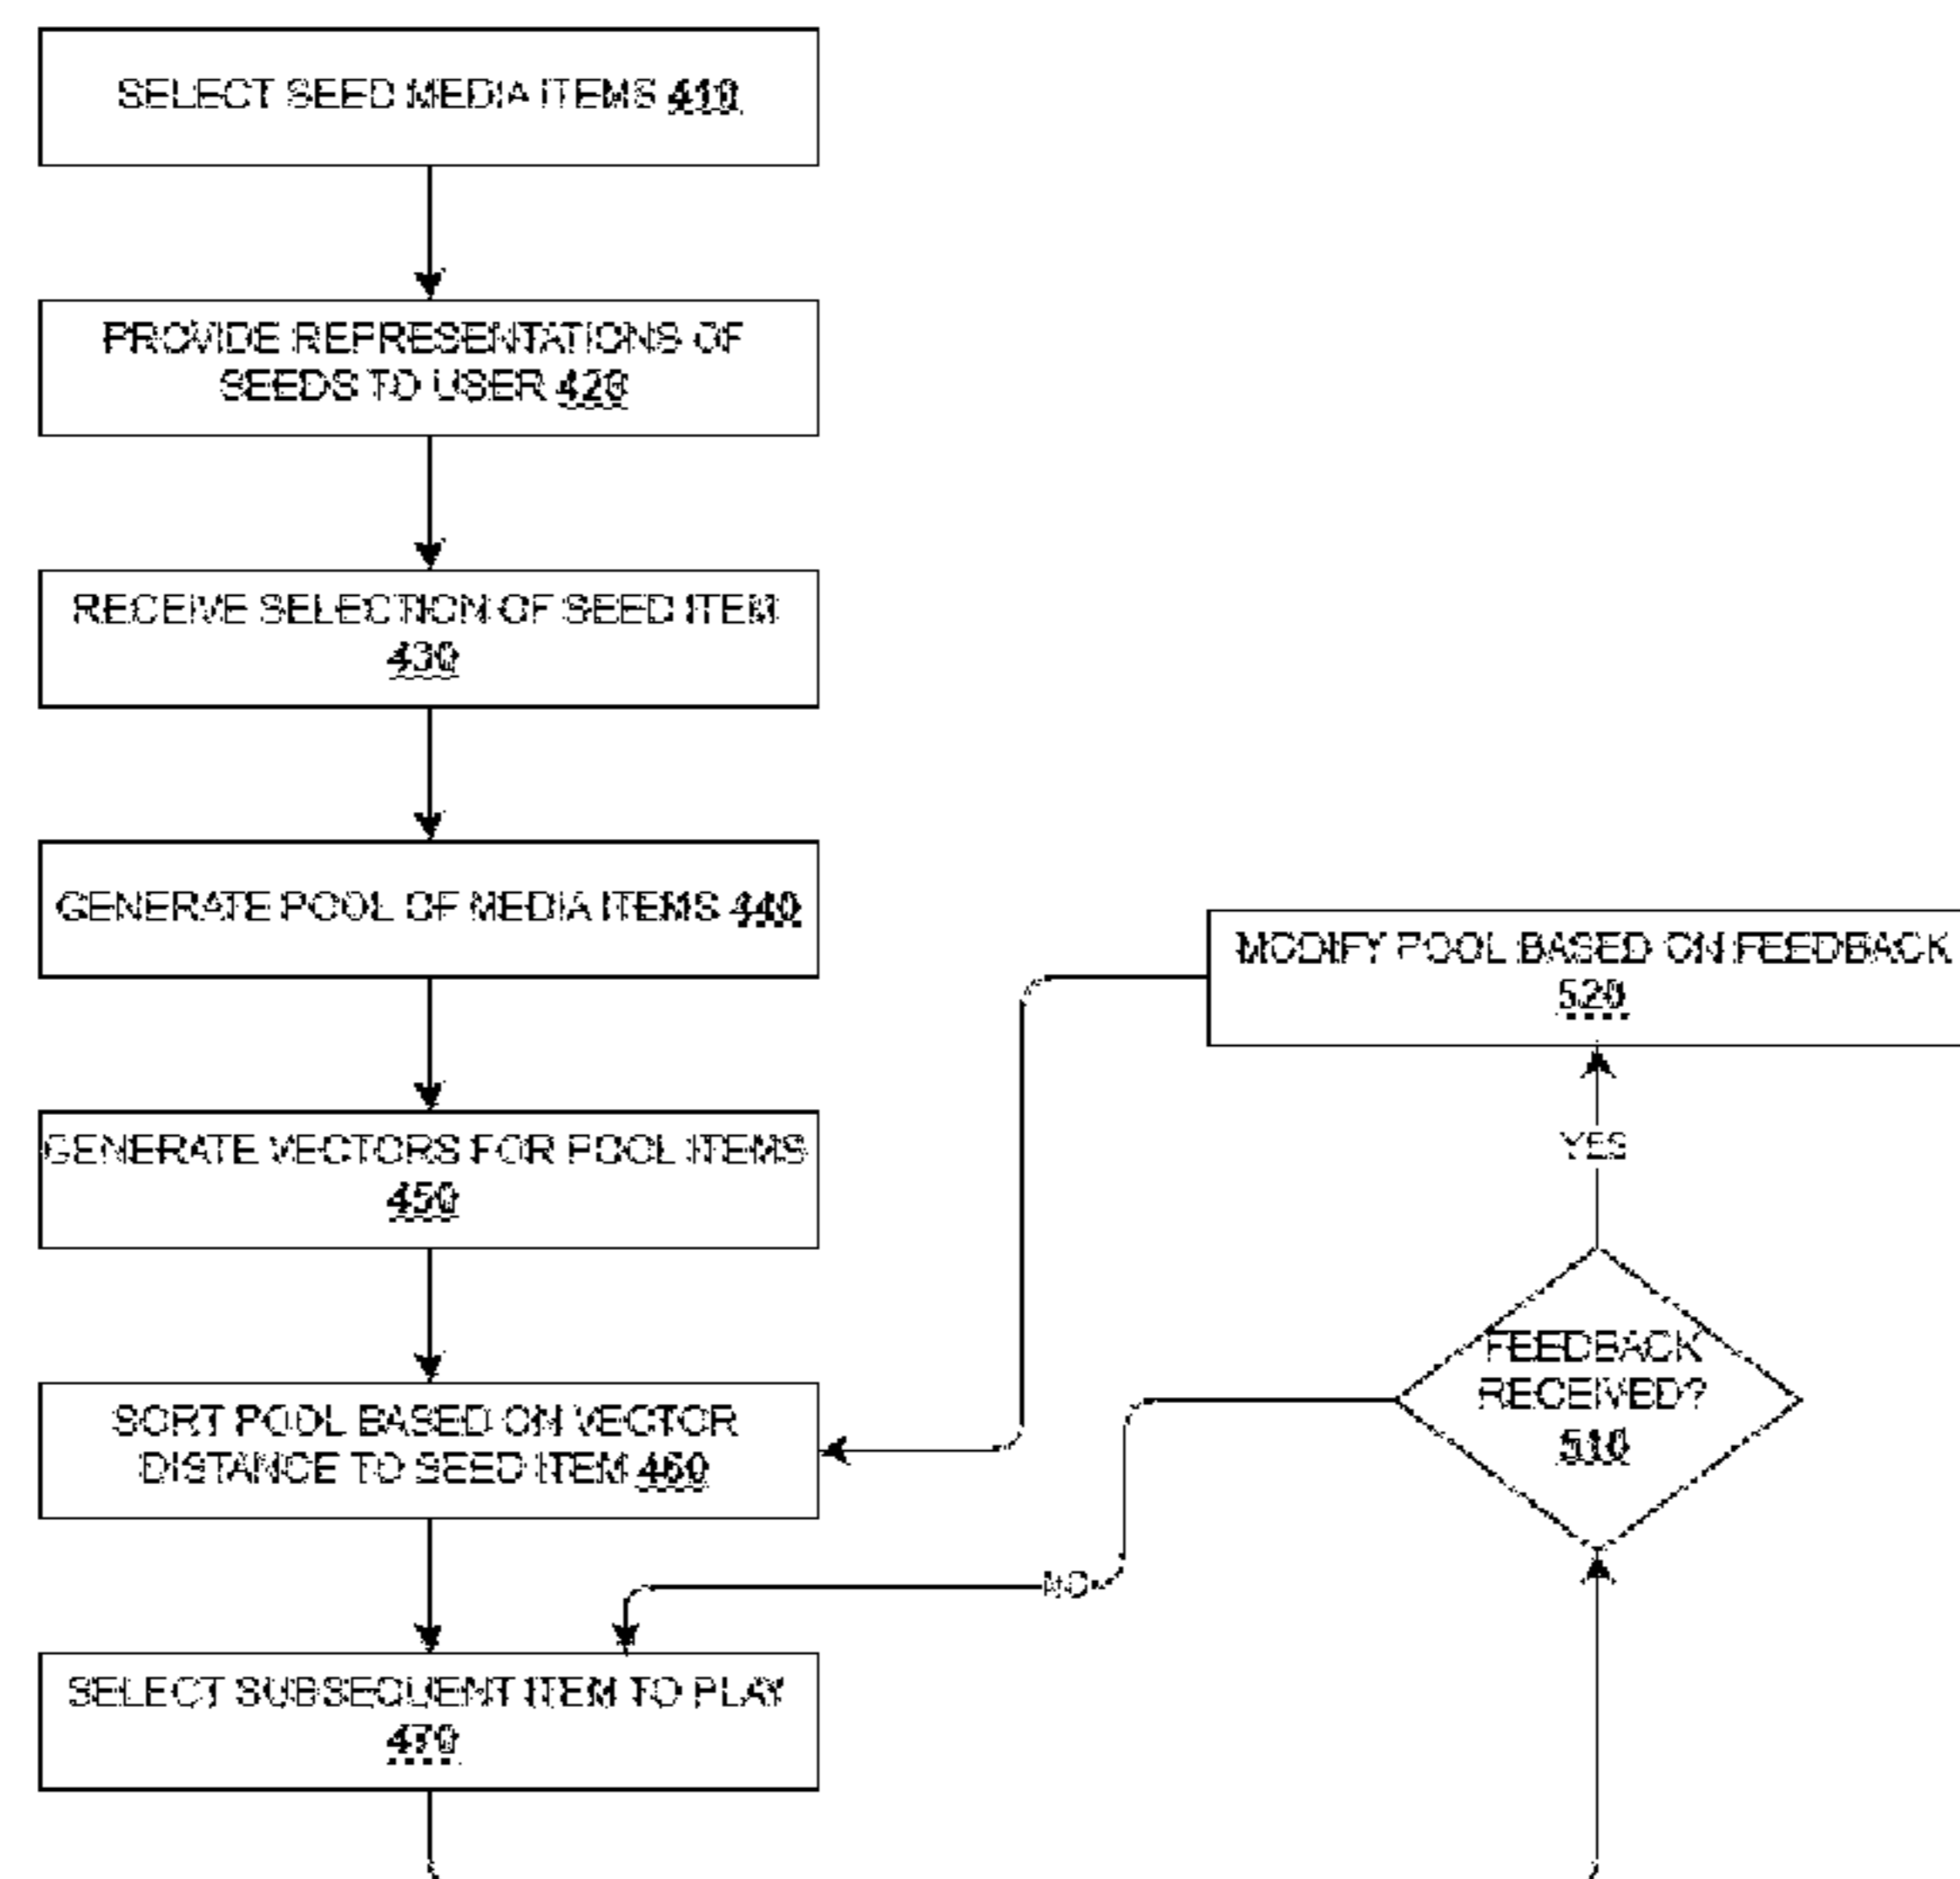 SELECT SEED MEDIA ITEMS 410
PROVIDE REPRESENTATIONS OF
SEEDS TO USER 420
RECEIVE SELECTION OF SEED ITEM
430
GENERATE POOL OF MEDIA ITEMS 440
GENERATE VECTORS FOR POOL ITEMS
450
SORT POOL BASED ON VECTOR
DISTANCE TO SEED ITEM 460
SELECT SUBSEQUENT ITEM TO PLAY
470
MODIFY POOL BASED ON FEEDBACK
520
YES
FEEDBACK
RECEIVED?
510
NO